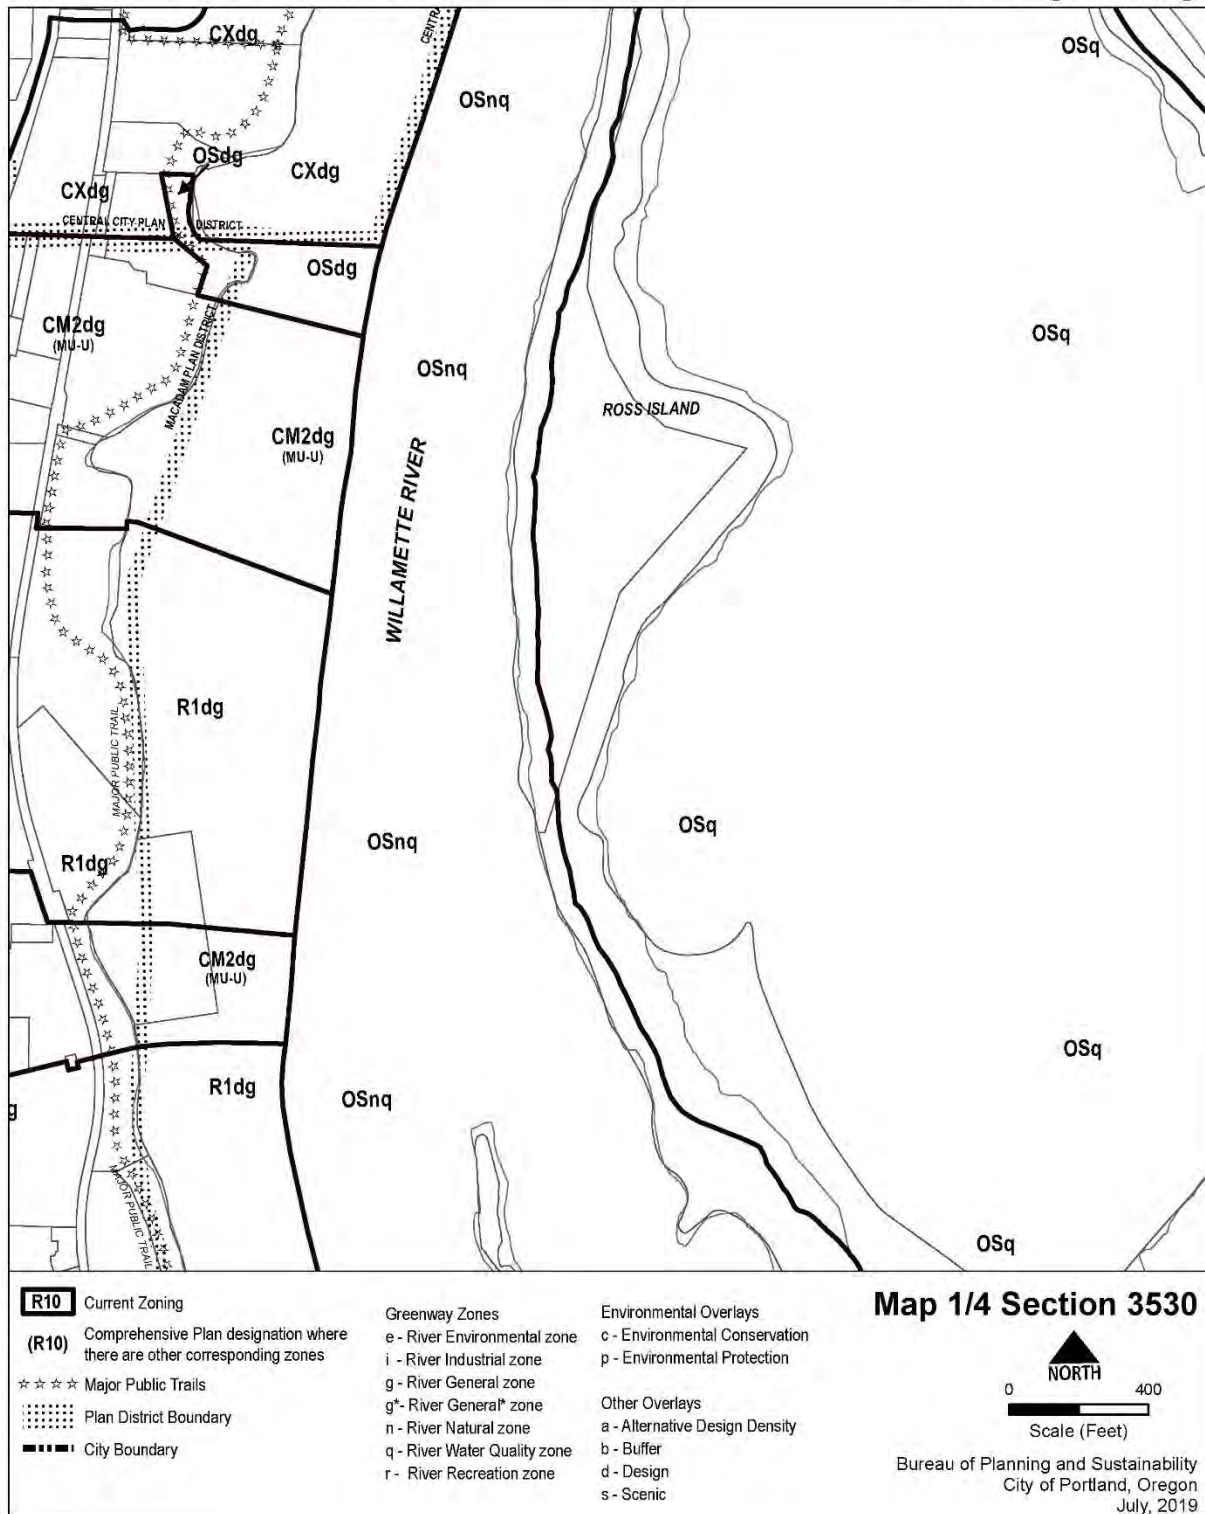 CXdg
CENTRA
OSq
OSnq
OSdg
CXdg
CXdg
CENTRAL CITY PLAN DISTRICT
OSdg
CM2dg
(MU-U)
MACADAM PLAN DISTRICT
OSnq
OSq
ROSS ISLAND
CM2dg
(MU-U)
WILLAMETTE RIVER
R1dg
MAJOR PUBLIC TRAIL
OSnq
OSq
R1dg
CM2dg
(MU-U)
OSq
R1dg
OSnq
g
MAJOR PUBLIC TRAIL
OSq
R10 Current Zoning
(R10) Comprehensive Plan designation where
there are other corresponding zones
Major Public Trails
Plan District Boundary
City Boundary
Greenway Zones
e - River Environmental zone
i - River Industrial zone
g - River General zone
g*- River General* zone
n - River Natural zone
q - River Water Quality zone
r - River Recreation zone
Environmental Overlays
c - Environmental Conservation
p - Environmental Protection
Other Overlays
a - Alternative Design Density
b - Buffer
d - Design
s - Scenic
Map 1/4 Section 3530
NORTH
0 400
Scale (Feet)
Bureau of Planning and Sustainability
City of Portland, Oregon
July, 2019